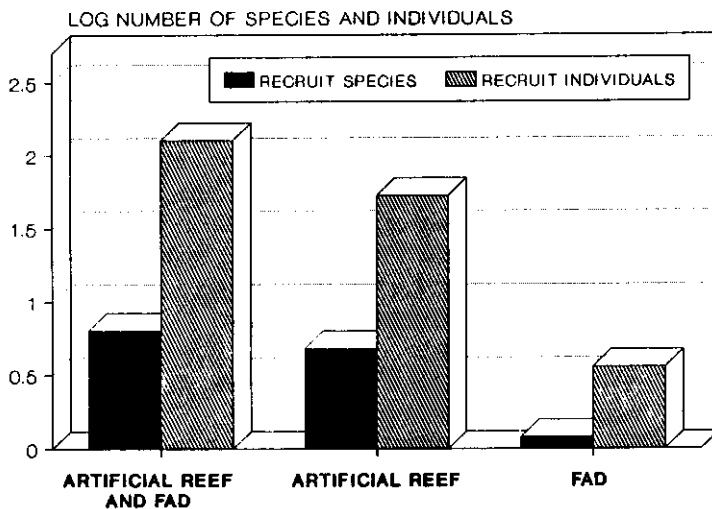 LOG NUMBER OF SPECIES AND INDIVIDUALS
RECRUIT SPECIES RECRUIT INDIVIDUALS
2.5
2
1.5
1
0.5
0
ARTIFICIAL REEF
AND FAD
ARTIFICIAL REEF
FAD